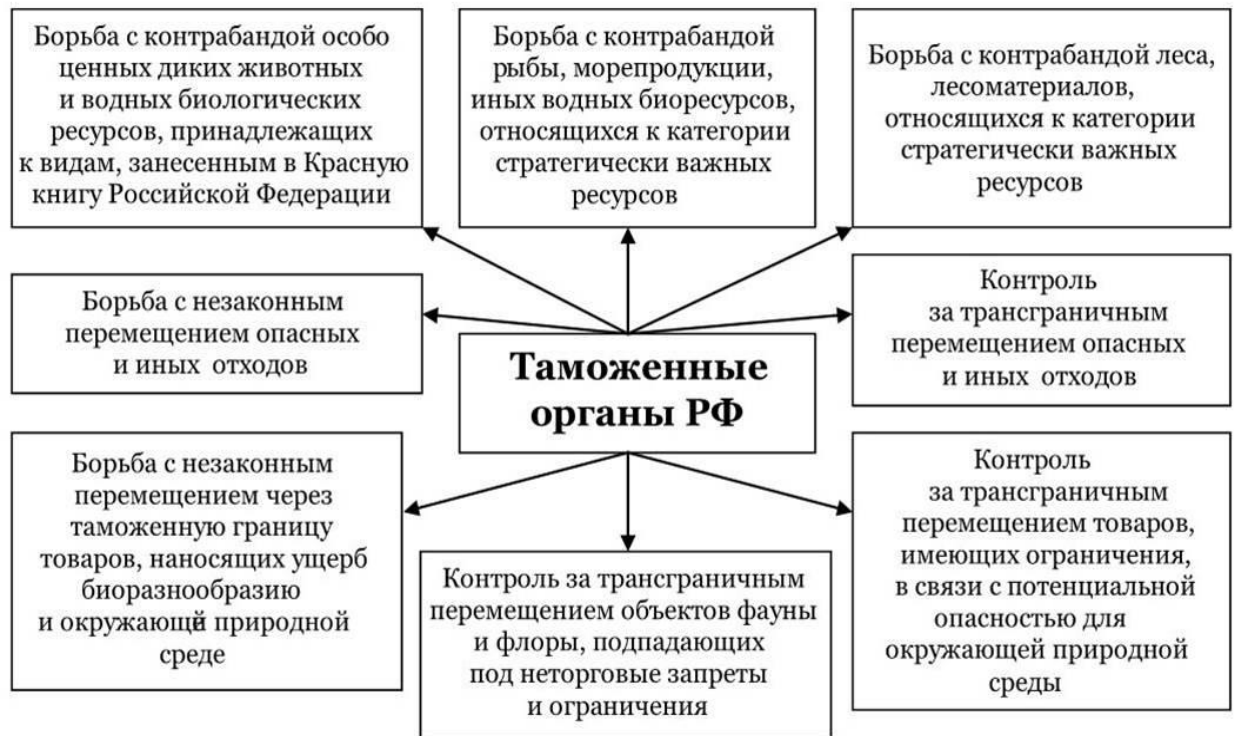 Борьба с контрабандой особо
ценных диких животных
и водных биологических
ресурсов, принадлежащих
к видам, занесенным в Красную
книгу Российской Федерации
Борьба с контрабандой
рыбы, морепродукции,
иных водных биоресурсов,
относящихся к категории
стратегически важных
ресурсов
Борьба с контрабандой леса,
лесоматериалов,
относящихся к категории
стратегически важных
ресурсов
Борьба с незаконным
перемещением опасных
и иных отходов
Таможенные
органы РФ
Контроль
за трансграничным
перемещением опасных
и иных отходов
Борьба с незаконным
перемещением через
таможенную границу
товаров, наносящих ущерб
биоразнообразию
и окружающей природной
среде
Контроль за трансграничным
перемещением объектов фауны
и флоры, подпадающих
под неторговые запреты
и ограничения
Контроль
за трансграничным
перемещением товаров,
имеющих ограничения,
в связи с потенциальной
опасностью для
окружающей природной
среды